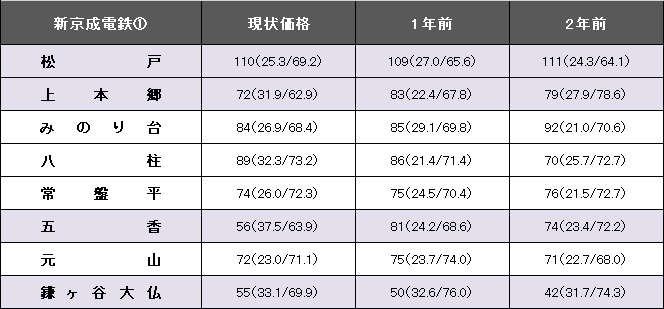 新京成電鉄① 現状価格 1年前 2年前
松戸 110(25.3/69.2) 109(27.0/65.6) 111(24.3/64.1)
上本郷 72(31.9/62.9) 83(22.4/67.8) 79(27.9/78.6)
みのり台 84(26.9/68.4) 85(29.1/69.8) 92(21.0/70.6)
八柱 89(32.3/73.2) 86(21.4/71.4) 70(25.7/72.7)
常盤平 74(26.0/72.3) 75(24.5/70.4) 76(21.5/72.7)
五香 56(37.5/63.9) 81(24.2/68.6) 74(23.4/72.2)
元山 72(23.0/71.1) 75(23.7/74.0) 71(22.7/68.0)
鎌ヶ谷大仏 55(33.1/69.9) 50(32.6/76.0) 42(31.7/74.3)